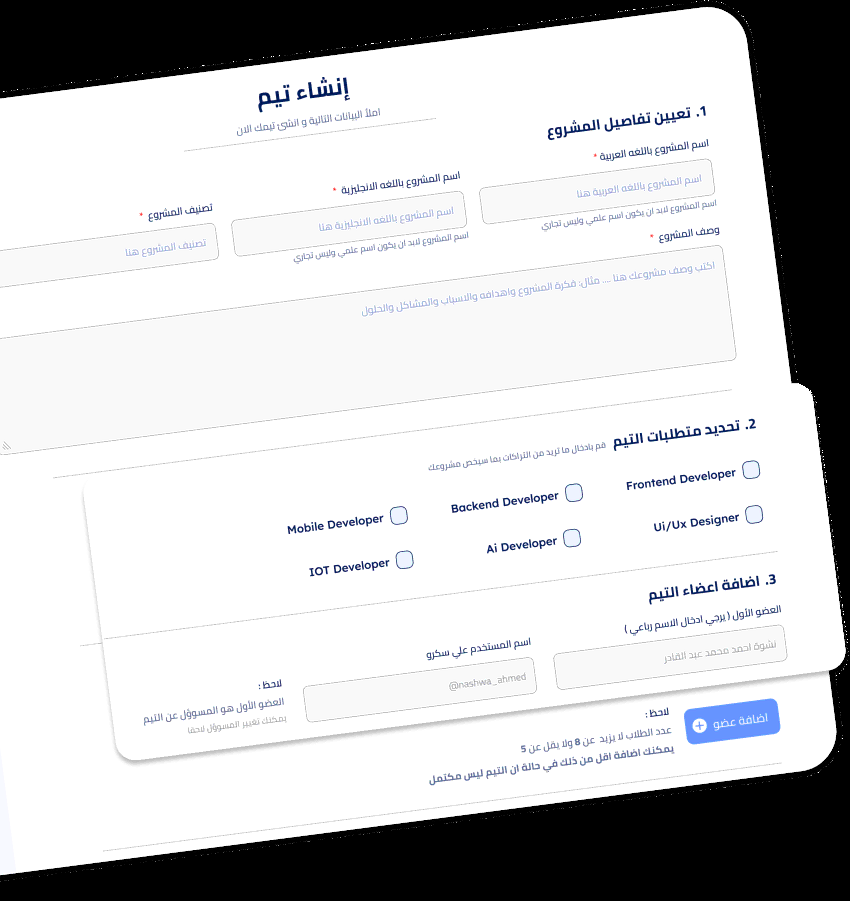 إنشاء تيم
املأ البيانات التالية و انشئ تيمك الان
1. تعيين تفاصيل المشروع
اسم المشروع باللغه العربية *
اسم المشروع باللغه العربية هنا
اسم المشروع لابد ان يكون اسم علمي وليس تجاري
اسم المشروع باللغه الانجليزية *
اسم المشروع باللغه الانجليزية هنا
اسم المشروع لابد ان يكون اسم علمي وليس تجاري
تصنيف المشروع *
تصنيف المشروع هنا
وصف المشروع *
اكتب وصف مشروعك هنا .... مثال: فكرة المشروع واهدافه والاسباب والمشاكل والحلول
2. تحديد متطلبات التيم قم بادخال ما تريد من التراكات بما سيخص مشروعك
Frontend Developer
Backend Developer
Mobile Developer
Ui/Ux Designer
Ai Developer
IOT Developer
3. اضافة اعضاء التيم
العضو الأول ( يرجي ادخال الاسم رباعي )
نشوة احمد محمد عبد القادر
اسم المستخدم علي سكرو
@nashwa_ahmed
لاحظ :
العضو الأول هو المسوؤل عن التيم
يمكنك تغيير المسوؤل لاحقا
اضافة عضو
لاحظ :
عدد الطلاب لا يزيد عن 8 ولا يقل عن 5
يمكنك اضافة اقل من ذلك في حالة ان التيم ليس مكتمل